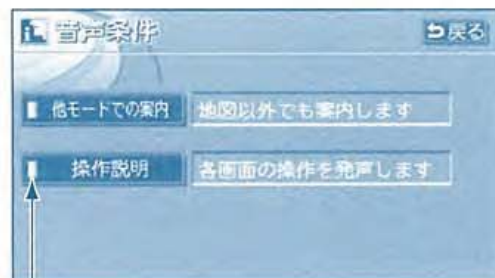 音声条件
戻る
他モードでの案内
地図以外でも案内します
操作説明
各画面の操作を発声します